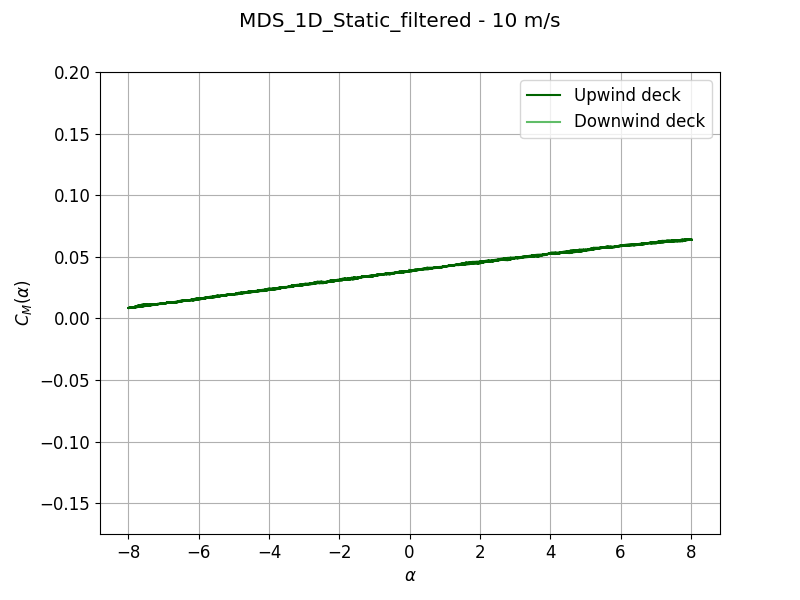 MDS_1D_Static_filtered - 10 m/s
Upwind deck
Downwind deck
0.20
0.15
0.10
0.05
0.00
−0.05
−0.10
−0.15
C_M(α)
−8 −6 −4 −2 0 2 4 6 8
α